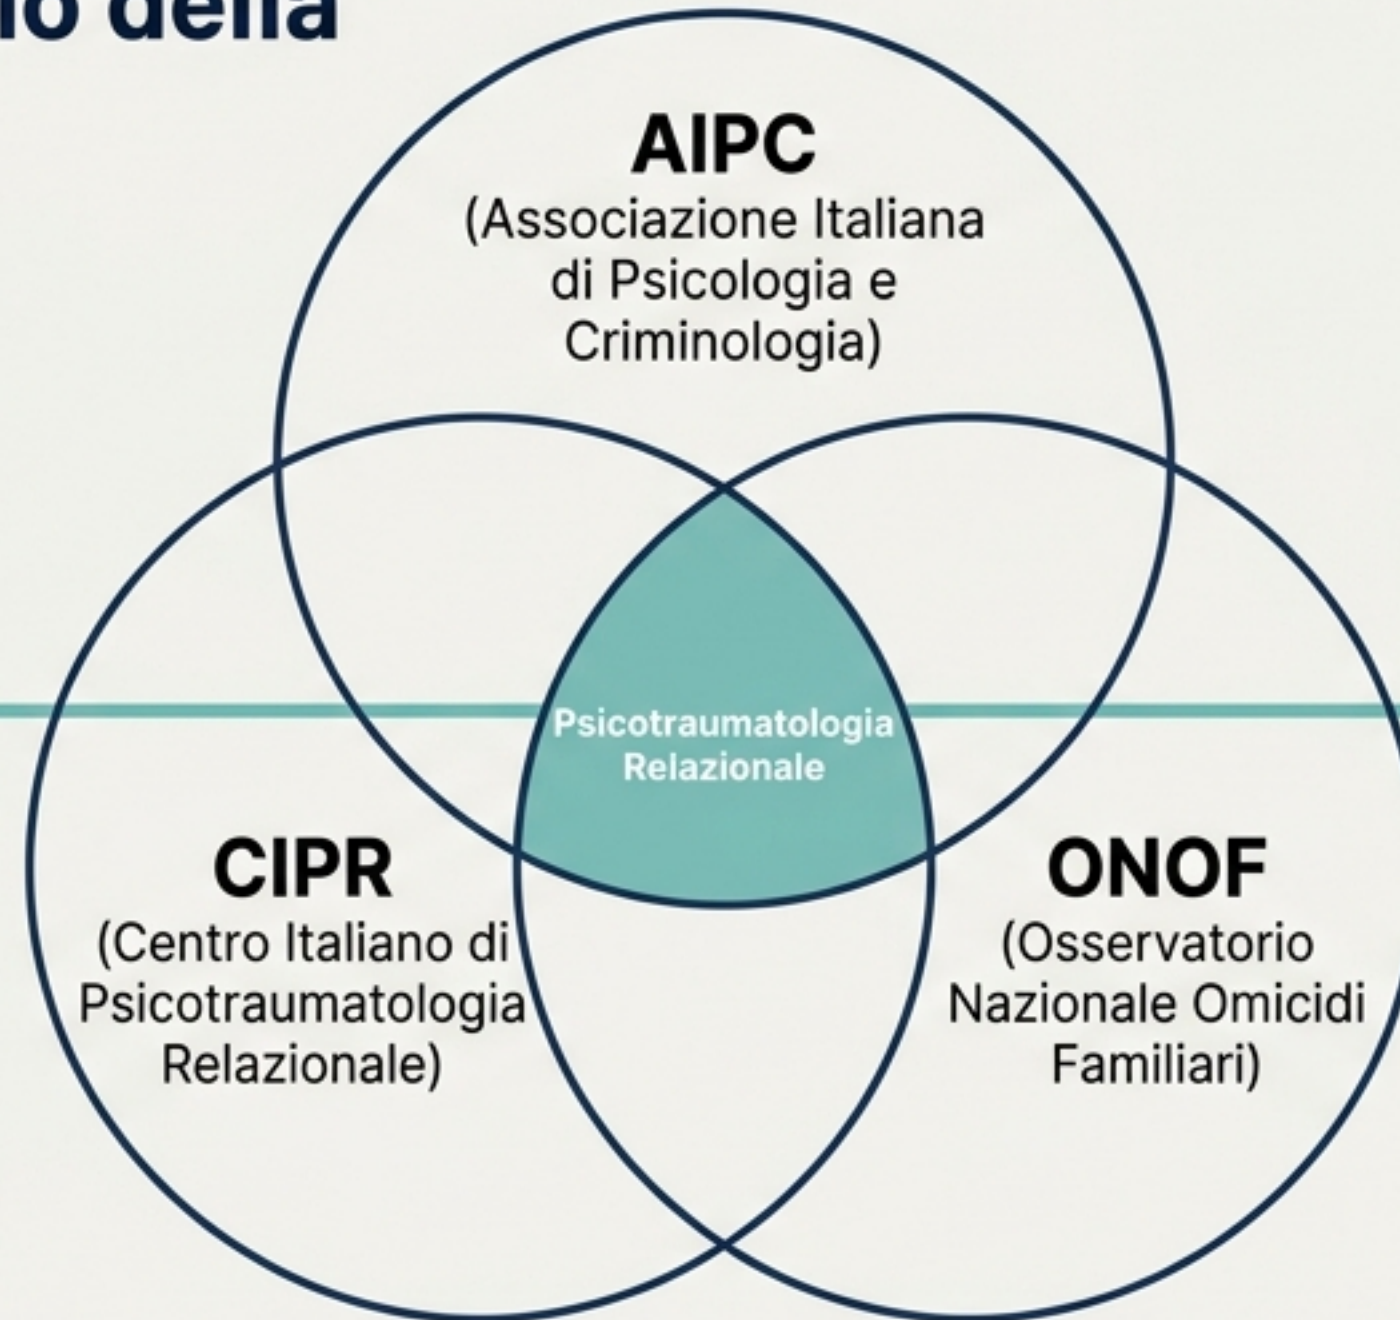 della
AIPC
(Associazione Italiana
di Psicologia e
Criminologia)
Psicotraumatologia
Relazionale
CIPR
(Centro Italiano di
Psicotraumatologia
Relazionale)
ONOF
(Osservatorio
Nazionale Omicidi
Familiari)